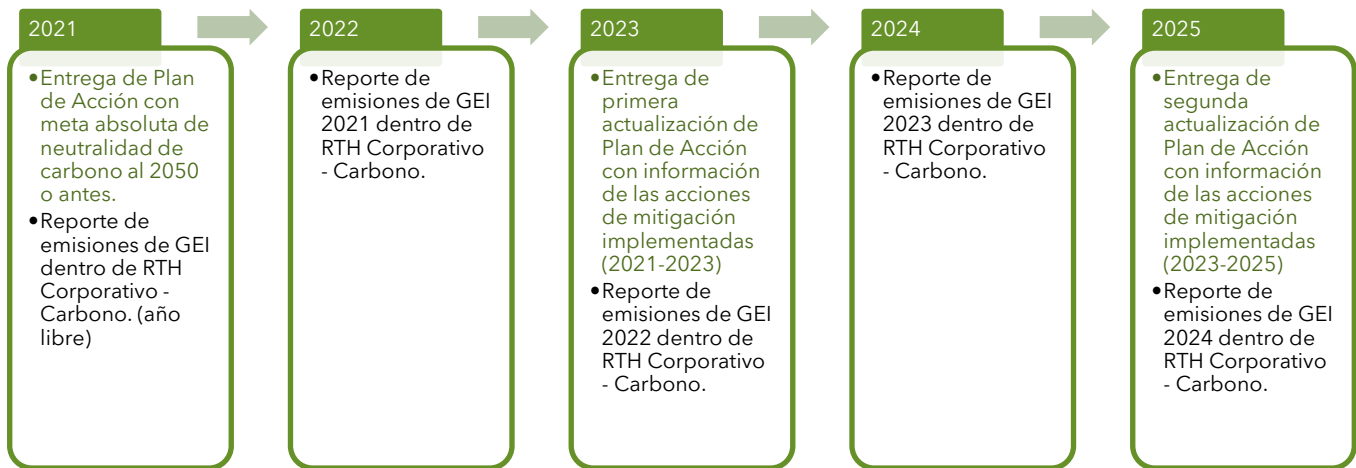 2021
•Entrega de Plan
de Acción con
meta absoluta de
neutralidad de
carbono al 2050
o antes.
•Reporte de
emisiones de GEI
dentro de RTH
Corporativo -
Carbono. (año
libre)
2022
•Reporte de
emisiones de GEI
2021 dentro de
RTH Corporativo
- Carbono.
2023
•Entrega de
primera
actualización de
Plan de Acción
con información
de las acciones
de mitigación
implementadas
(2021-2023)
•Reporte de
emisiones de GEI
2022 dentro de
RTH Corporativo
- Carbono.
2024
•Reporte de
emisiones de GEI
2023 dentro de
RTH Corporativo
- Carbono.
2025
•Entrega de
segunda
actualización de
Plan de Acción
con información
de las acciones
de mitigación
implementadas
(2023-2025)
•Reporte de
emisiones de GEI
2024 dentro de
RTH Corporativo
- Carbono.